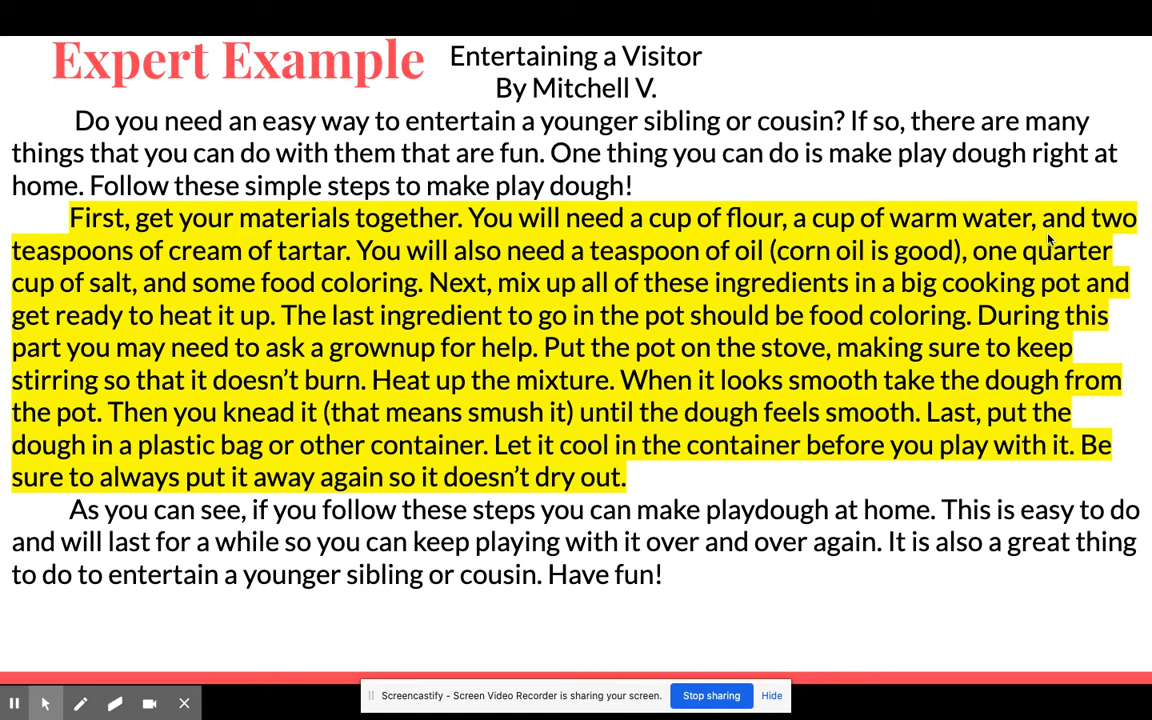 Expert Example
Entertaining a Visitor
By Mitchell V.
Do you need an easy way to entertain a younger sibling or cousin? If so, there are many
things that you can do with them that are fun. One thing you can do is make play dough right at
home. Follow these simple steps to make play dough!
First, get your materials together. You will need a cup of flour, a cup of warm water, and two
teaspoons of cream of tartar. You will also need a teaspoon of oil (corn oil is good), one quarter
cup of salt, and some food coloring. Next, mix up all of these ingredients in a big cooking pot and
get ready to heat it up. The last ingredient to go in the pot should be food coloring. During this
part you may need to ask a grownup for help. Put the pot on the stove, making sure to keep
stirring so that it doesn’t burn. Heat up the mixture. When it looks smooth take the dough from
the pot. Then you knead it (that means smush it) until the dough feels smooth. Last, put the
dough in a plastic bag or other container. Let it cool in the container before you play with it. Be
sure to always put it away again so it doesn’t dry out.
As you can see, if you follow these steps you can make playdough at home. This is easy to do
and will last for a while so you can keep playing with it over and over again. It is also a great thing
to do to entertain a younger sibling or cousin. Have fun!
Screencastify - Screen Video Recorder is sharing your screen. Stop sharing Hide